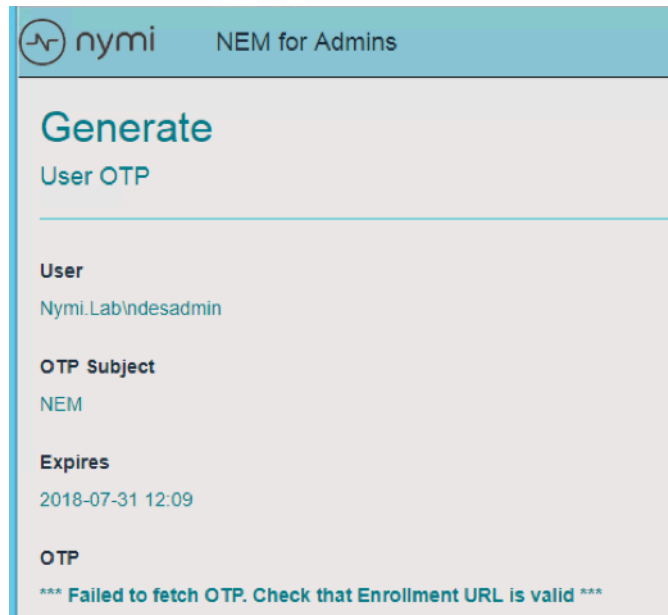 nymi NEM for Admins
Generate
User OTP
User
Nymi.Lab\ndesadmin
OTP Subject
NEM
Expires
2018-07-31 12:09
OTP
*** Failed to fetch OTP. Check that Enrollment URL is valid ***